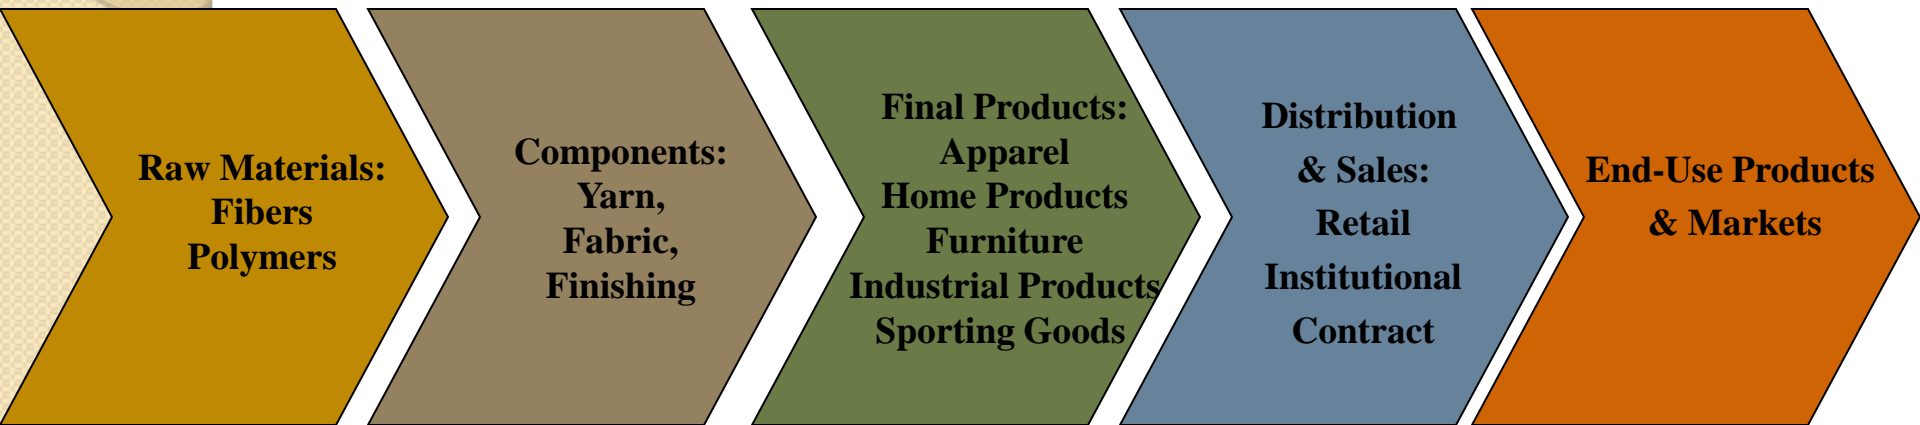 Raw Materials:
Fibers
Polymers
Components:
Yarn,
Fabric,
Finishing
Final Products:
Apparel
Home Products
Furniture
Industrial Products
Sporting Goods
Distribution
& Sales:
Retail
Institutional
Contract
End-Use Products
& Markets